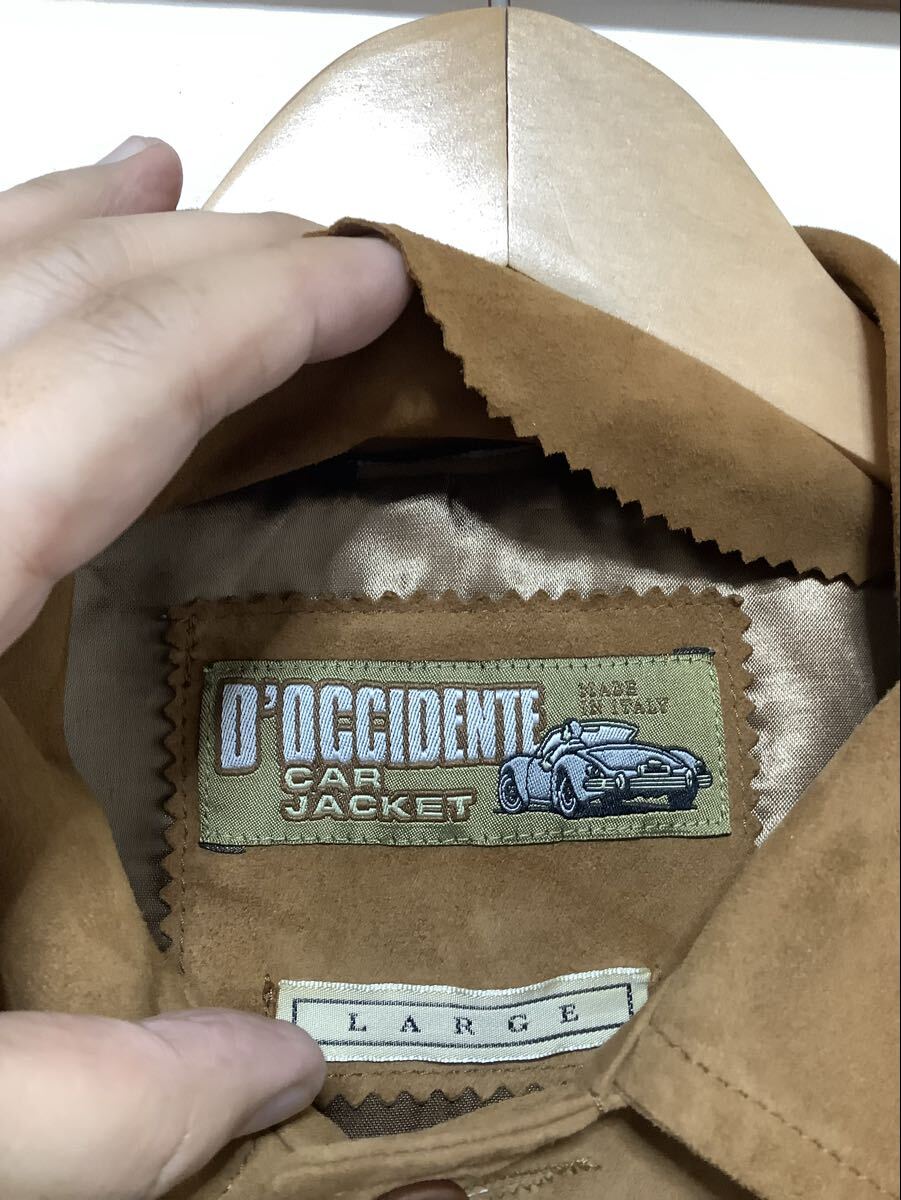 D'OCCIDENTE
MADE
IN ITALY
CAR
JACKET
LARGE